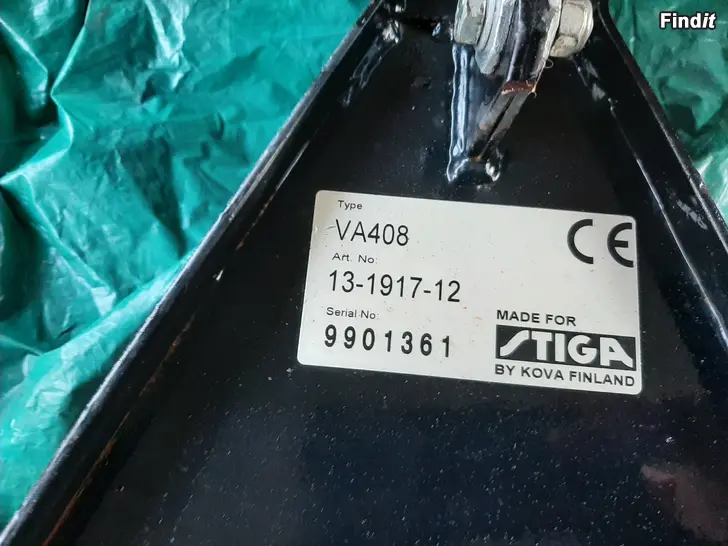 Findit
Type
VA408
Art. No:
13-1917-12
Serial No:
9901361
CE
MADE FOR
STIGA
BY KOVA FINLAND